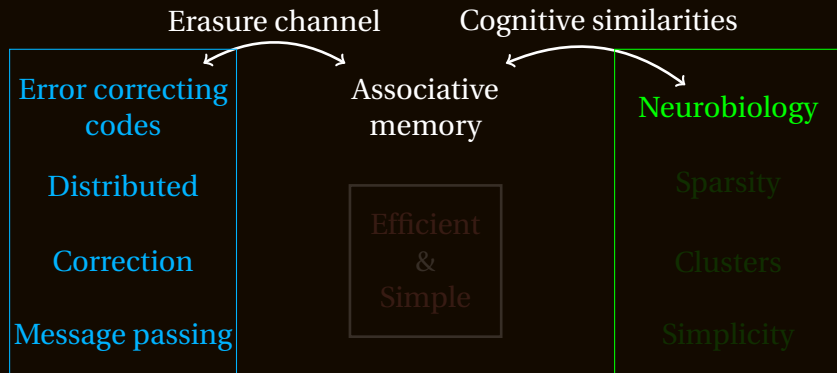 Erasure channel
Cognitive similarities
Error correcting
codes
Distributed
Correction
Message passing
Associative
memory
Efficient
&
Simple
Neurobiology
Sparsity
Clusters
Simplicity